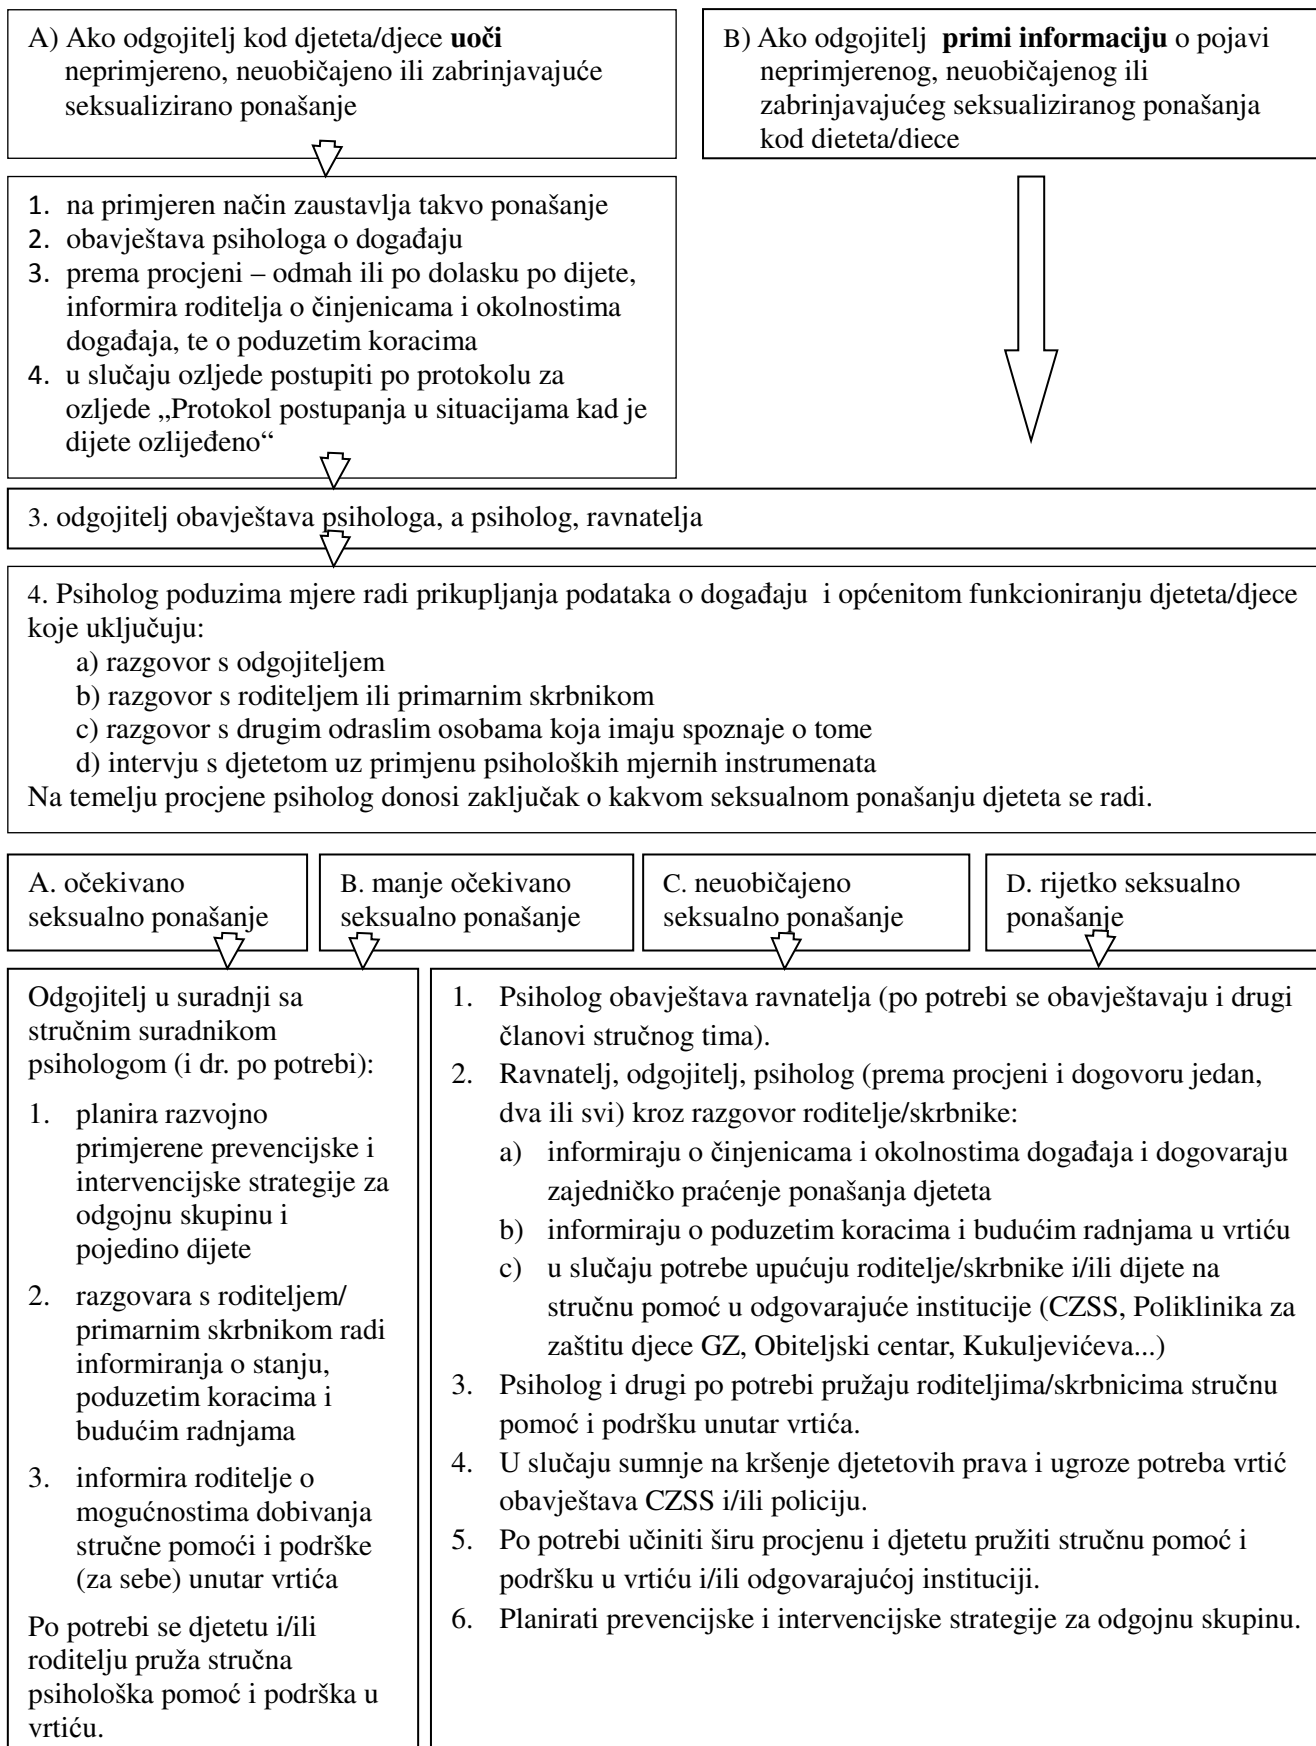 A) Ako odgojitelj kod djeteta/djece uoči
neprimjereno, neuobičajeno ili zabrinjavajuće
seksualizirano ponašanje
B) Ako odgojitelj primi informaciju o pojavi
neprimjerenog, neuobičajenog ili
zabrinjavajućeg seksualiziranog ponašanja
kod djeteta/djece
1. na primjeren način zaustavlja takvo ponašanje
2. obavještava psihologa o događaju
3. prema procjeni – odmah ili po dolasku po dijete,
informira roditelja o činjenicama i okolnostima
događaja, te o poduzetim koracima
4. u slučaju ozljede postupiti po protokolu za
ozljede „Protokol postupanja u situacijama kad je
dijete ozlijeđeno“
3. odgojitelj obavještava psihologa, a psiholog, ravnatelja
4. Psiholog poduzima mjere radi prikupljanja podataka o događaju i općenitom funkcioniranju djeteta/djece
koje uključuju:
a) razgovor s odgojiteljem
b) razgovor s roditeljem ili primarnim skrbnikom
c) razgovor s drugim odraslim osobama koja imaju spoznaje o tome
d) intervju s djetetom uz primjenu psiholoških mjernih instrumenata
Na temelju procjene psiholog donosi zaključak o kakvom seksualnom ponašanju djeteta se radi.
A. očekivano
seksualno ponašanje
B. manje očekivano
seksualno ponašanje
C. neuobičajeno
seksualno ponašanje
D. rijetko seksualno
ponašanje
Odgojitelj u suradnji sa
stručnim suradnikom
psihologom (i dr. po potrebi):
1. planira razvojno
primjerene prevencijske i
intervencijske strategije za
odgojnu skupinu i
pojedino dijete
2. razgovara s roditeljem/
primarnim skrbnikom radi
informiranja o stanju,
poduzetim koracima i
budućim radnjama
3. informira roditelje o
mogućnostima dobivanja
stručne pomoći i podrške
(za sebe) unutar vrtića
Po potrebi se djetetu i/ili
roditelju pruža stručna
psihološka pomoć i podrška u
vrtiću.
1. Psiholog obavještava ravnatelja (po potrebi se obavještavaju i drugi
članovi stručnog tima).
2. Ravnatelj, odgojitelj, psiholog (prema procjeni i dogovoru jedan,
dva ili svi) kroz razgovor roditelje/skrbnike:
a) informiraju o činjenicama i okolnostima događaja i dogovaraju
zajedničko praćenje ponašanja djeteta
b) informiraju o poduzetim koracima i budućim radnjama u vrtiću
c) u slučaju potrebe upućuju roditelje/skrbnike i/ili dijete na
stručnu pomoć u odgovarajuće institucije (CZSS, Poliklinika za
zaštitu djece GZ, Obiteljski centar, Kukuljevićeva...)
3. Psiholog i drugi po potrebi pružaju roditeljima/skrbnicima stručnu
pomoć i podršku unutar vrtića.
4. U slučaju sumnje na kršenje djetetovih prava i ugroze potreba vrtić
obavještava CZSS i/ili policiju.
5. Po potrebi učiniti širu procjenu i djetetu pružiti stručnu pomoć i
podršku u vrtiću i/ili odgovarajućoj instituciji.
6. Planirati prevencijske i intervencijske strategije za odgojnu skupinu.